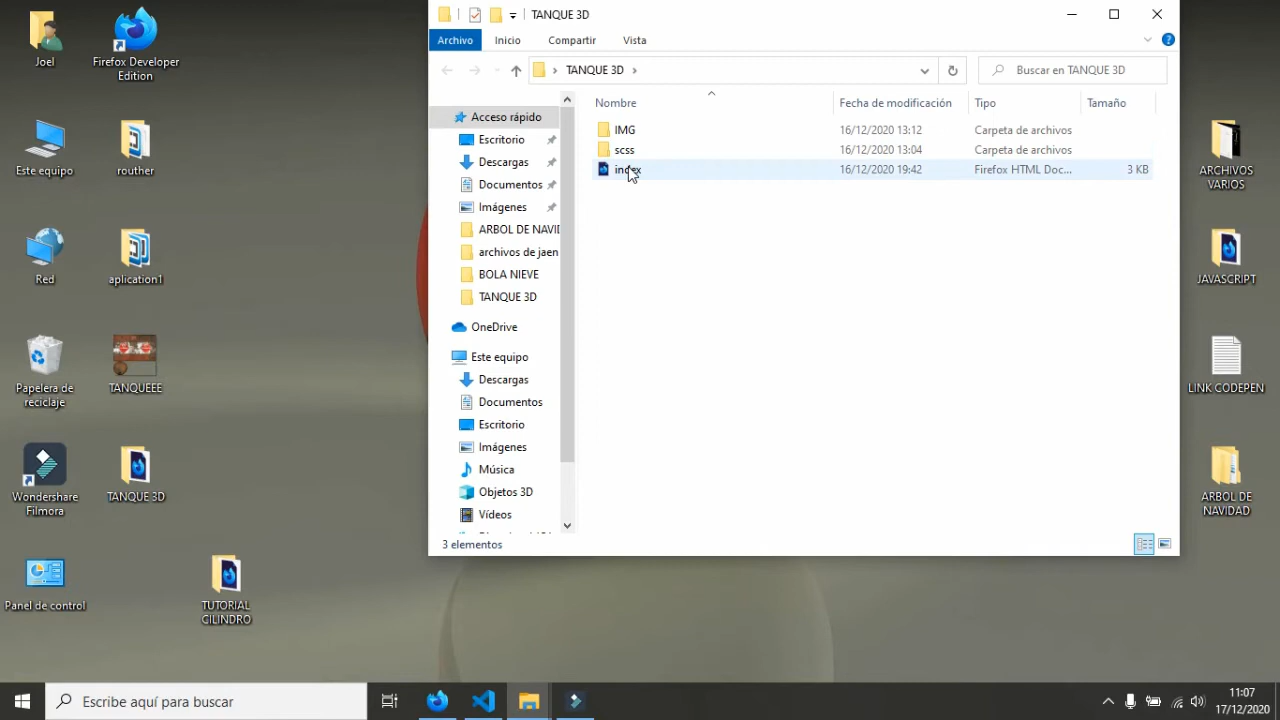 Joel
Firefox Developer
Edition
Este equipo
routher
Red
aplication1
Papelera de
reciclaje
TANQUEEE
Wondershare
Filmora
TANQUE 3D
Panel de control
TUTORIAL
CILINDRO
TANQUE 3D
Archivo
Inicio
Compartir
Vista
TANQUE 3D
Buscar en TANQUE 3D
Nombre
Fecha de modificación
Tipo
Tamaño
IMG 16/12/2020 13:12 Carpeta de archivos
scss 16/12/2020 13:04 Carpeta de archivos
index 16/12/2020 19:42 Firefox HTML Doc... 3 KB
Acceso rápido
Escritorio
Descargas
Documentos
Imágenes
ARBOL DE NAVID
archivos de jaen
BOLA NIEVE
TANQUE 3D
OneDrive
Este equipo
Descargas
Documentos
Escritorio
Imágenes
Música
Objetos 3D
Vídeos
3 elementos
ARCHIVOS
VARIOS
JAVASCRIPT
LINK CODEPEN
ARBOL DE
NAVIDAD
Escribe aquí para buscar
11:07
17/12/2020